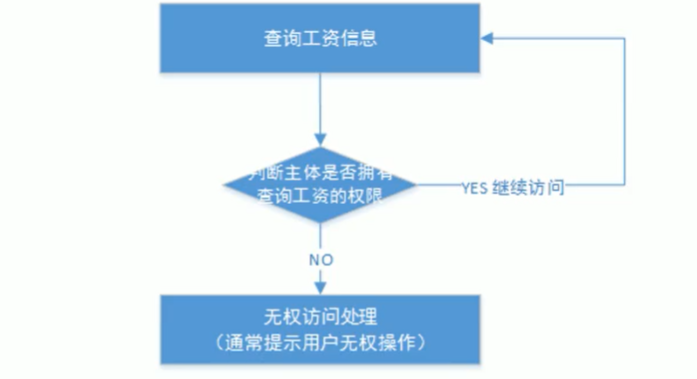 查询工资信息
判断主体是否拥有
查询工资的权限
YES 继续访问
NO
无权访问处理
（通常提示用户无权操作）